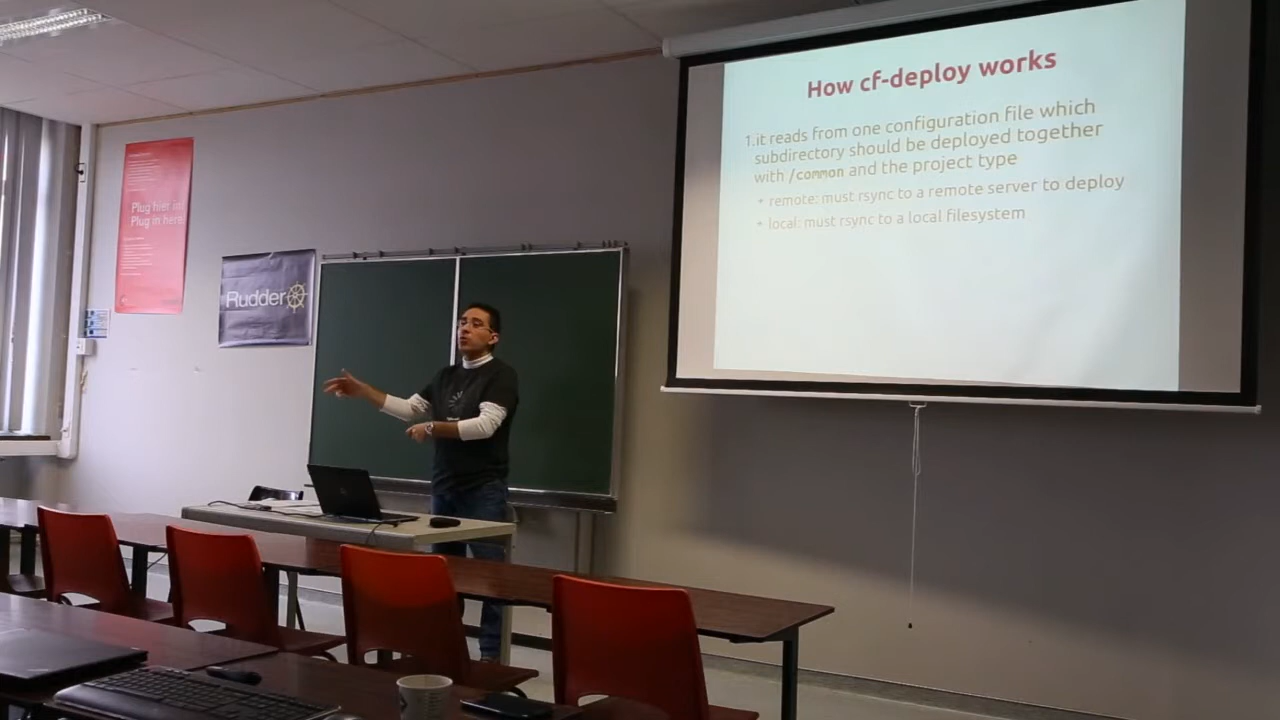 How cf-deploy works
1.it reads from one configuration file which
subdirectory should be deployed together
with /common and the project type
* remote: must rsync to a remote server to deploy
* local: must rsync to a local filesystem
Plug hier in!
Plug in here!
Rudder